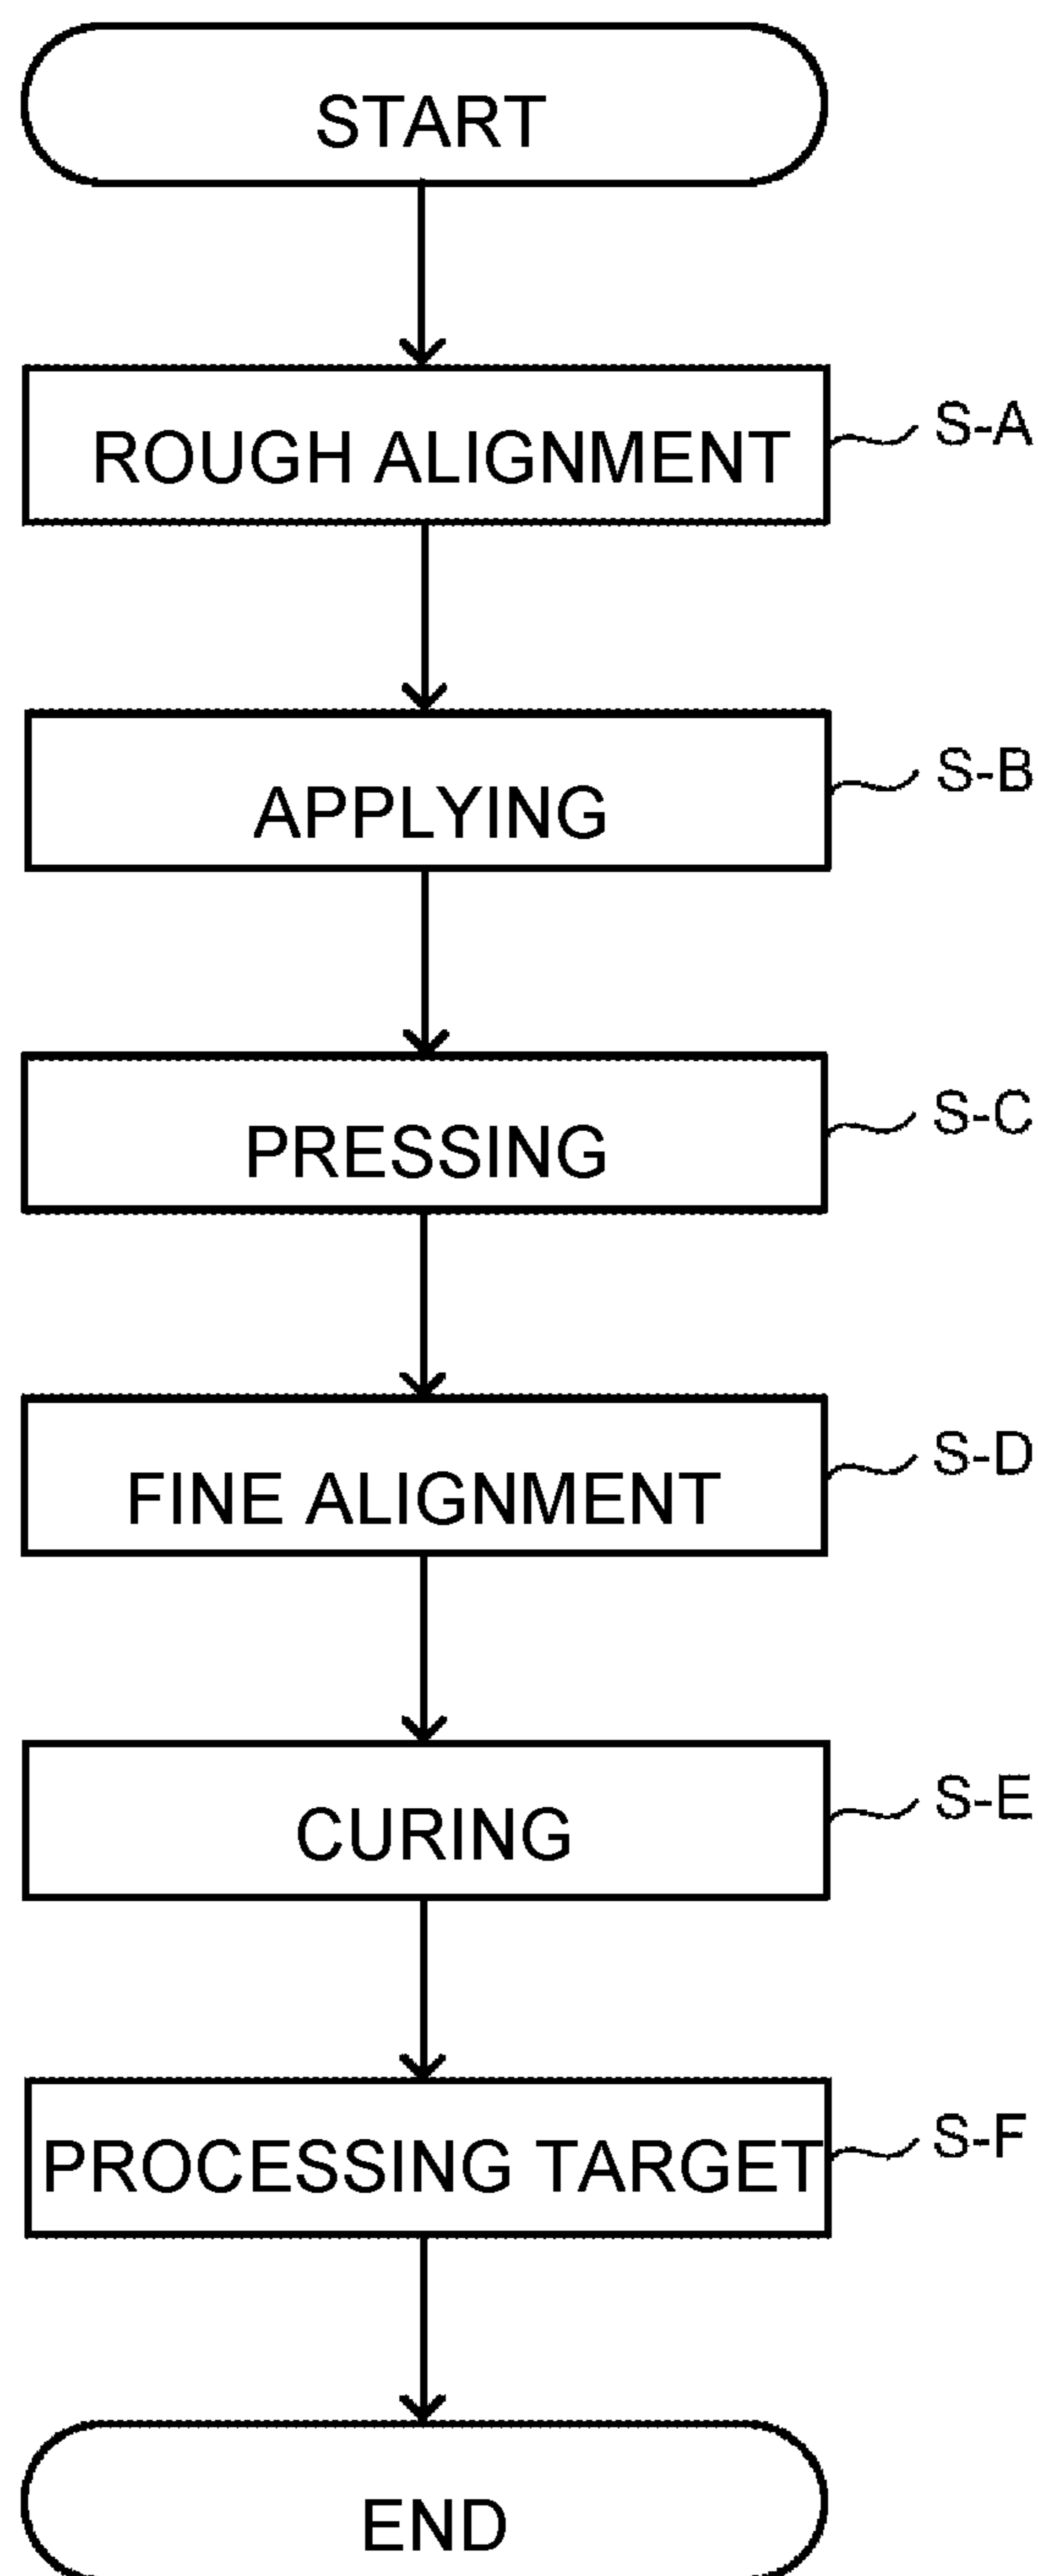 START
ROUGH ALIGNMENT
S-A
APPLYING
S-B
PRESSING
S-C
FINE ALIGNMENT
S-D
CURING
S-E
PROCESSING TARGET
S-F
END